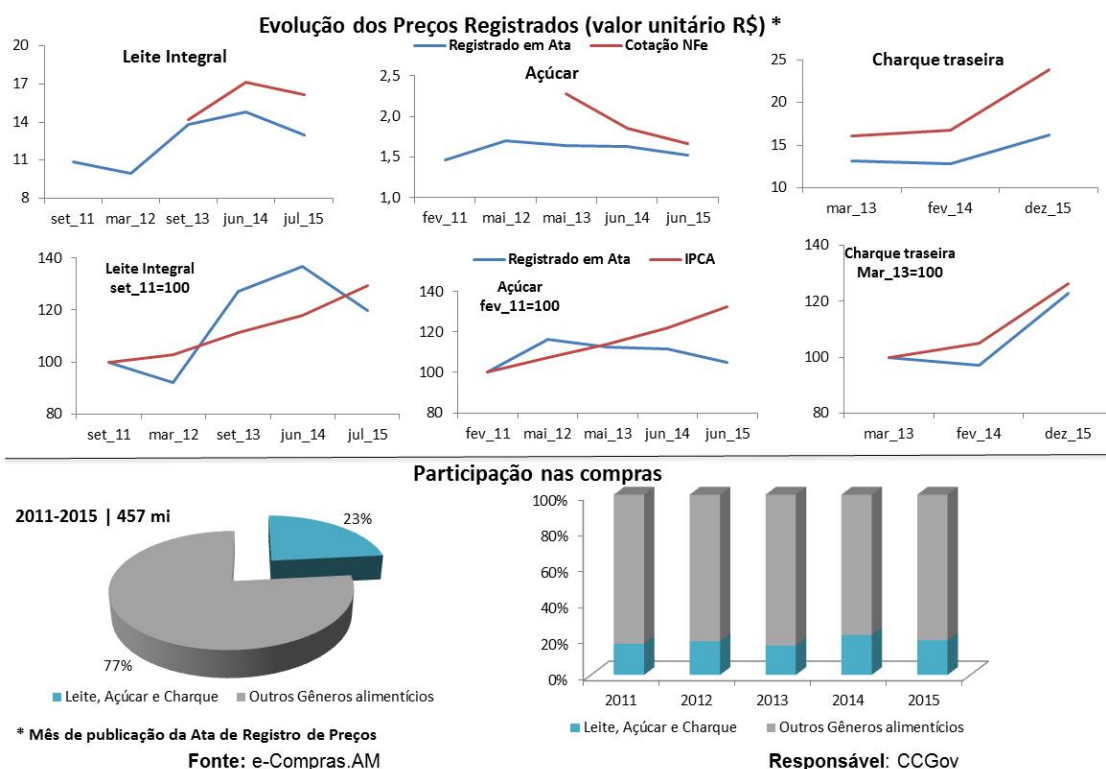 Evolução dos Preços Registrados (valor unitário R$) *
Registrado em Ata
Cotação NFe
Leite Integral
20
17
14
11
8
set_11
mar_12
set_13
jun_14
jul_15
Açúcar
2,5
2,0
1,5
1,0
fev_11
mai_12
mai_13
jun_14
jun_15
Charque traseira
25
20
15
10
mar_13
fev_14
dez_15
Registrado em Ata
IPCA
Leite Integral
set_11=100
140
120
100
80
set_11
mar_12
set_13
jun_14
jul_15
Açúcar
fev_11=100
140
120
100
80
fev_11
mai_12
mai_13
jun_14
jun_15
Charque traseira
Mar_13=100
140
120
100
80
mar_13
fev_14
dez_15
Participação nas compras
2011-2015 | 457 mi
23%
77%
Leite, Açúcar e Charque
Outros Gêneros alimentícios
100%
80%
60%
40%
20%
0%
2011
2012
2013
2014
2015
Leite, Açúcar e Charque
Outros Gêneros alimentícios
* Mês de publicação da Ata de Registro de Preços
Fonte: e-Compras.AM
Responsável: CCGov